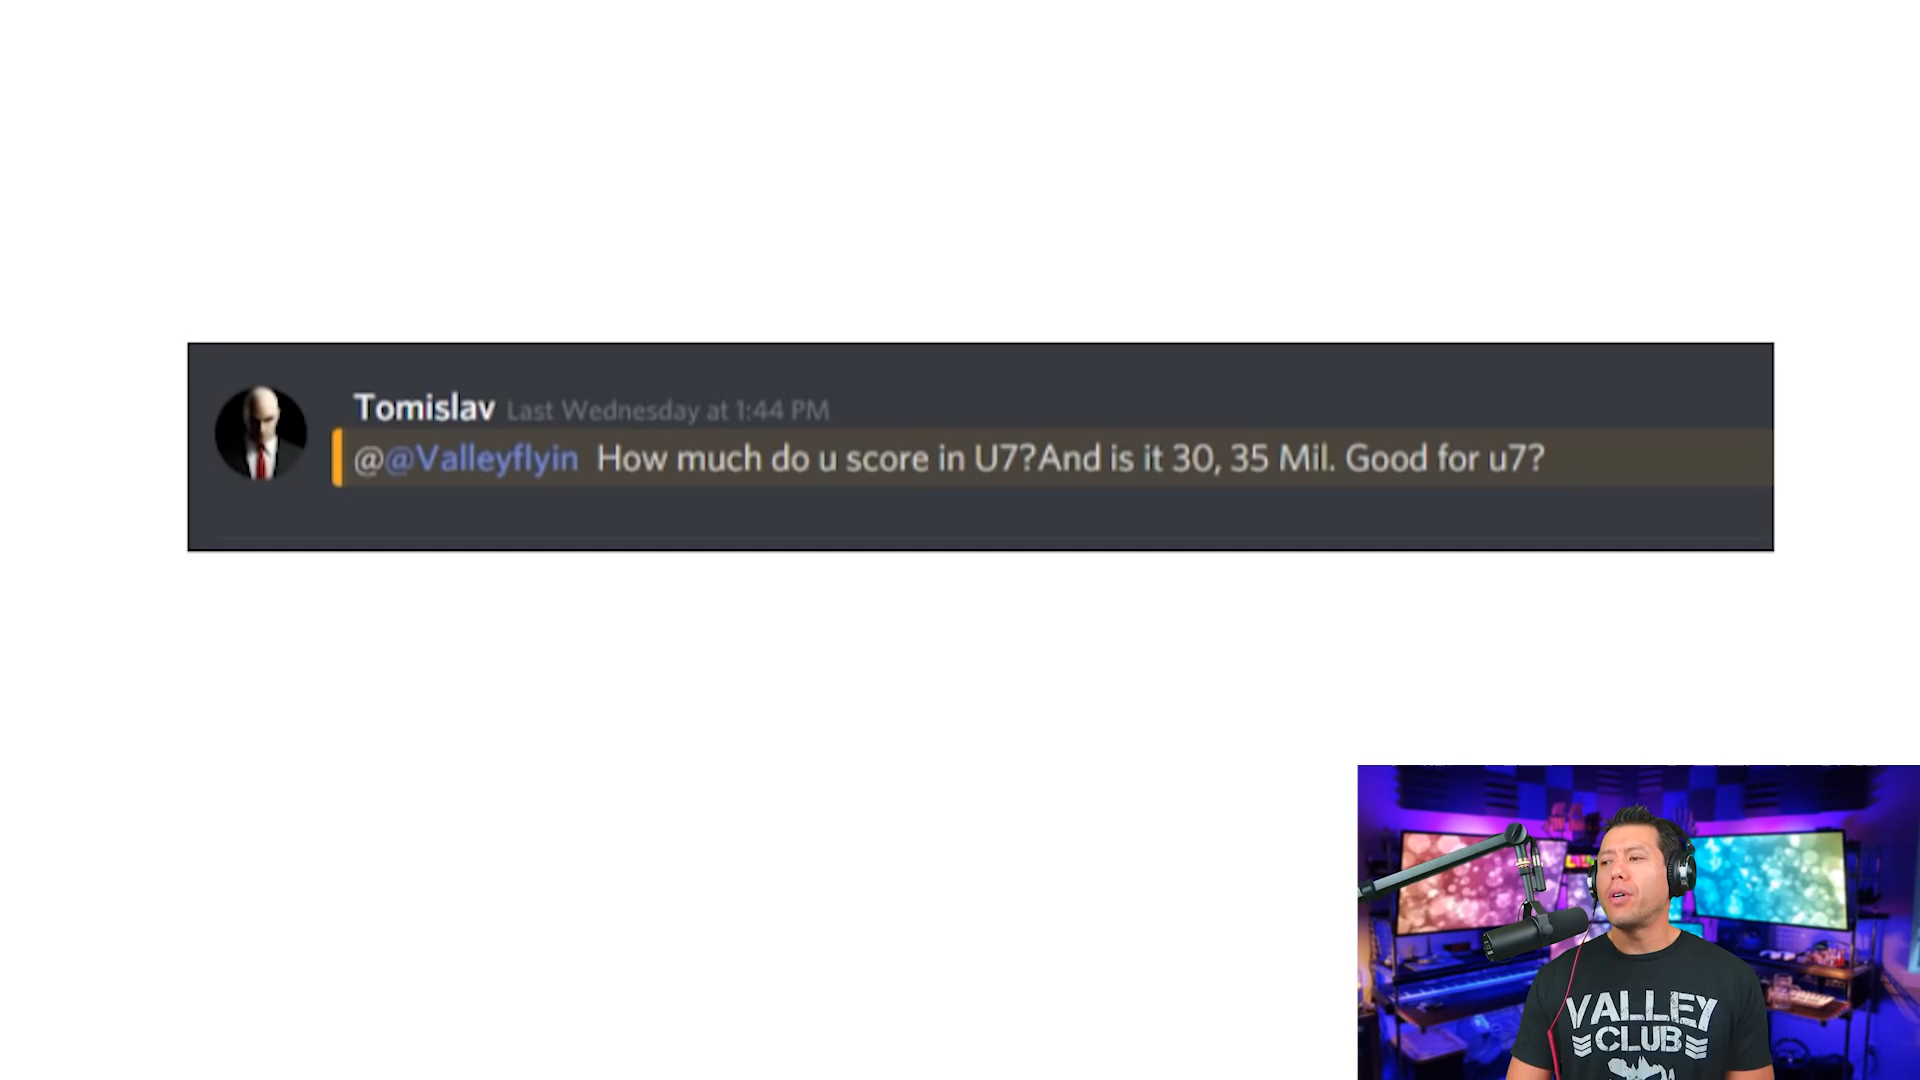 Tomislav Last Wednesday at 1:44 PM
@@Valleyflyin How much do u score in U7?And is it 30, 35 Mil. Good for u7?
VALLEY
CLUB